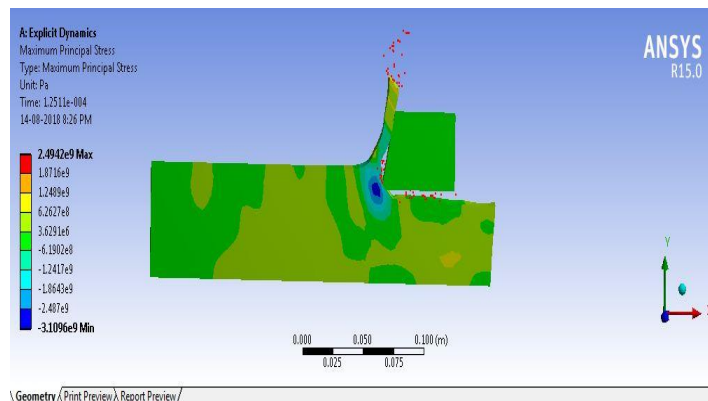 A: Explicit Dynamics
Maximum Principal Stress
Type: Maximum Principal Stress
Unit: Pa
Time: 1.2511e-004
14-08-2018 8:26 PM
2.4942e9 Max
1.8716e9
1.2489e9
6.2627e8
3.6291e6
-6.1902e8
-1.2417e9
-1.8643e9
-2.487e9
-3.1096e9 Min
ANSYS
R15.0
Y
0.000 0.050 0.100 (m)
0.025 0.075
Geometry Print Preview Report Preview